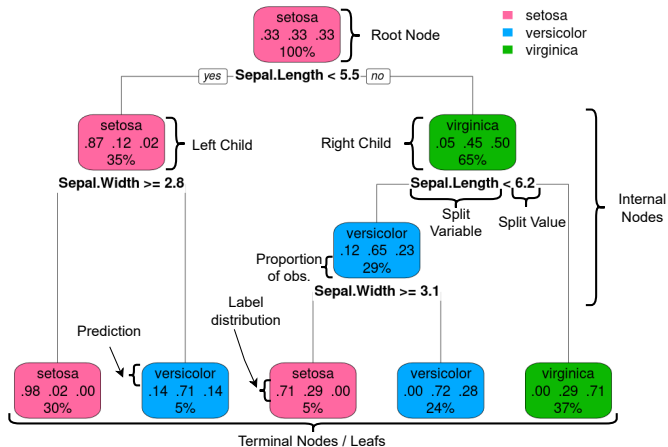 setosa
.33 .33 .33
100%
Root Node
setosa
versicolor
virginica
yes
Sepal.Length < 5.5
no
setosa
.87 .12 .02
35%
Left Child
Right Child
virginica
.05 .45 .50
65%
Sepal.Width >= 2.8
Sepal.Length < 6.2
Split
Variable
Split Value
Internal
Nodes
versicolor
.12 .65 .23
29%
Proportion
of obs.
Sepal.Width >= 3.1
Label
distribution
Prediction
setosa
.98 .02 .00
30%
versicolor
.14 .71 .14
5%
setosa
.71 .29 .00
5%
versicolor
.00 .72 .28
24%
virginica
.00 .29 .71
37%
Terminal Nodes / Leafs